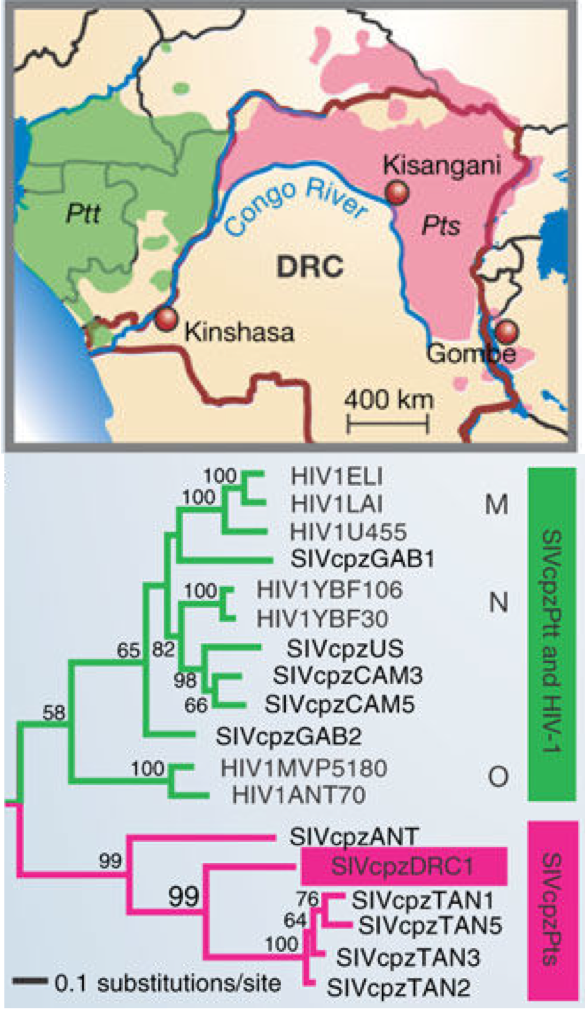 Ptt
Congo River
Kisangani
Pts
DRC
Kinshasa
Gombe
400 km
100
HIV1ELI
100
HIV1LAI
M
HIV1U455
SIVcpzGAB1
100
HIV1YBF106
N
HIV1YBF30
65
82
SIVcpzUS
98
SIVcpzCAM3
66
SIVcpzCAM5
58
SIVcpzGAB2
100
HIV1MVP5180
O
HIV1ANT70
SIVcpzPtt and HIV-1
99
SIVcpzANT
SIVcpzDRC1
99
76
SIVcpzTAN1
64
SIVcpzTAN5
100
SIVcpzTAN3
SIVcpzTAN2
SIVcpzPts
0.1 substitutions/site